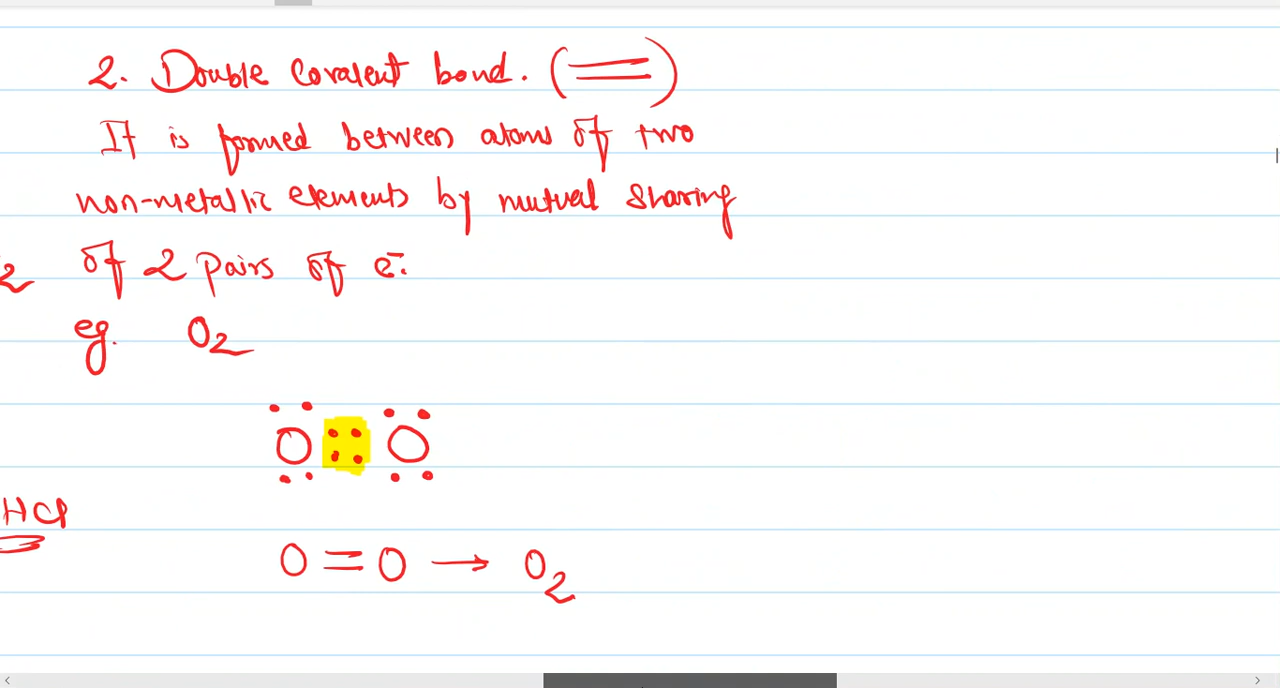 2. Double Covalent bond. (=)
It is formed between atoms of two
non-metallic elements by mutual sharing
2 of 2 pairs of e⁻.
eg. O₂
O :: O
HCl
O = O → O₂